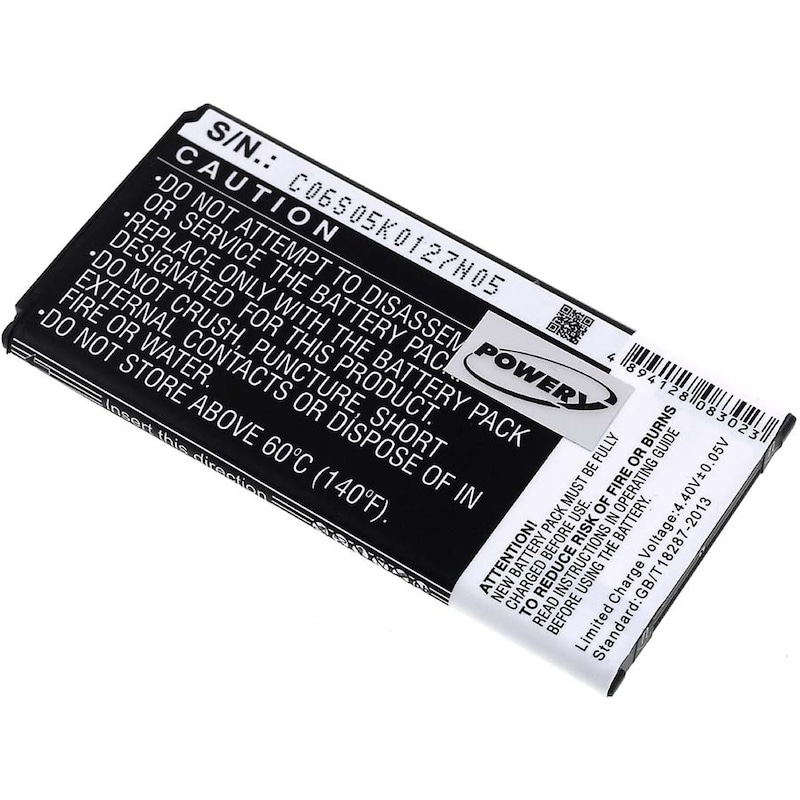 S/N.:
C06S05K0127N05
CAUTION
•DO NOT ATTEMPT TO DISASSEM
OR SERVICE THE BATTERY PACK
•REPLACE ONLY WITH THE BATTERY PACK
DESIGNATED FOR THIS PRODUCT.
•DO NOT CRUSH, PUNCTURE, SHORT
EXTERNAL CONTACTS OR DISPOSE OF IN
FIRE OR WATER.
•DO NOT STORE ABOVE 60°C (140°F).
Insert this direction
POWERY
4 894128 083023
ATTENTION:
NEW BATTERY PACK MUST BE FULLY
CHARGED BEFORE USE.
TO REDUCE RISK OF FIRE OR BURNS
READ INSTRUCTIONS CAREFULLY
BEFORE USING THE BATTERY.
Limited Charge Voltage:4.40V±0.05V
Standard:GB/T18287-2013